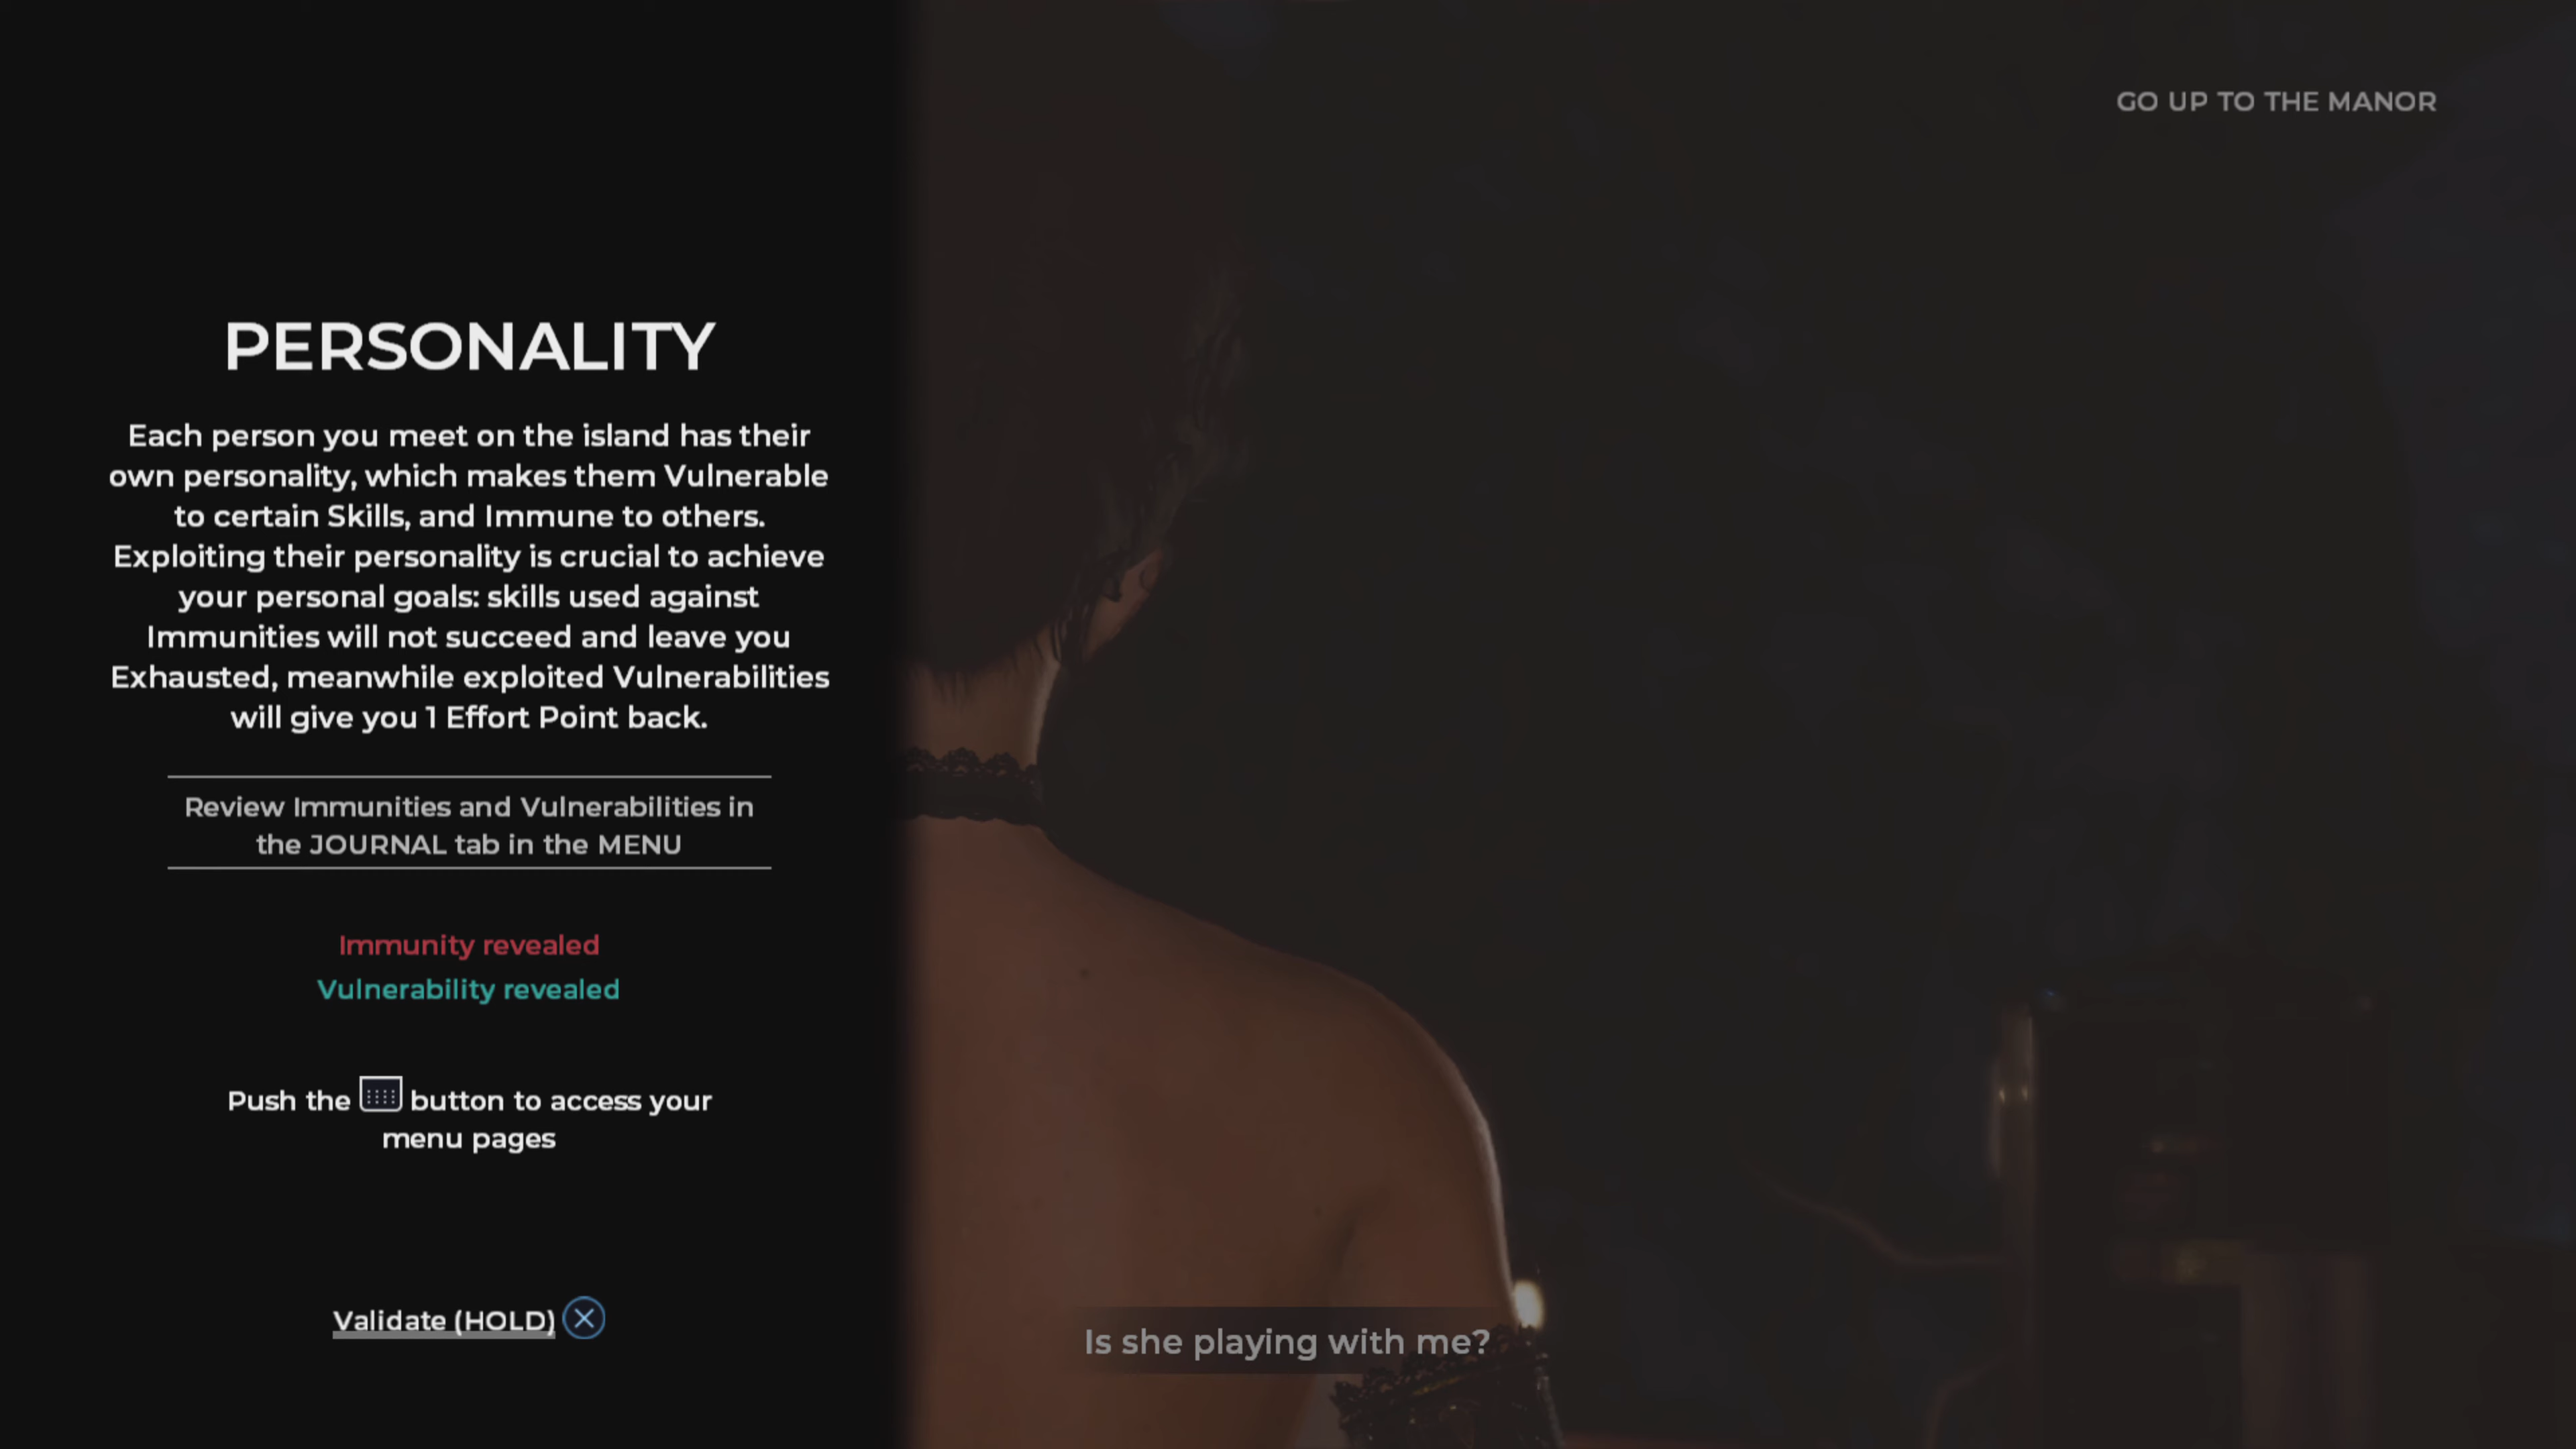 GO UP TO THE MANOR
PERSONALITY
Each person you meet on the island has their
own personality, which makes them Vulnerable
to certain Skills, and Immune to others.
Exploiting their personality is crucial to achieve
your personal goals: skills used against
Immunities will not succeed and leave you
Exhausted, meanwhile exploited Vulnerabilities
will give you 1 Effort Point back.
Review Immunities and Vulnerabilities in
the JOURNAL tab in the MENU
Immunity revealed
Vulnerability revealed
Push the button to access your
menu pages
Validate (HOLD)
Is she playing with me?